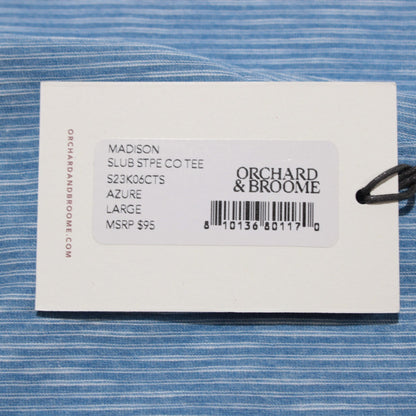 ORCHARDANDBROOME.COM
MADISON
SLUB STPE CO TEE
S23K06CTS
AZURE
LARGE
MSRP $95
ORCHARD
& BROOME
8 10136 80117 0